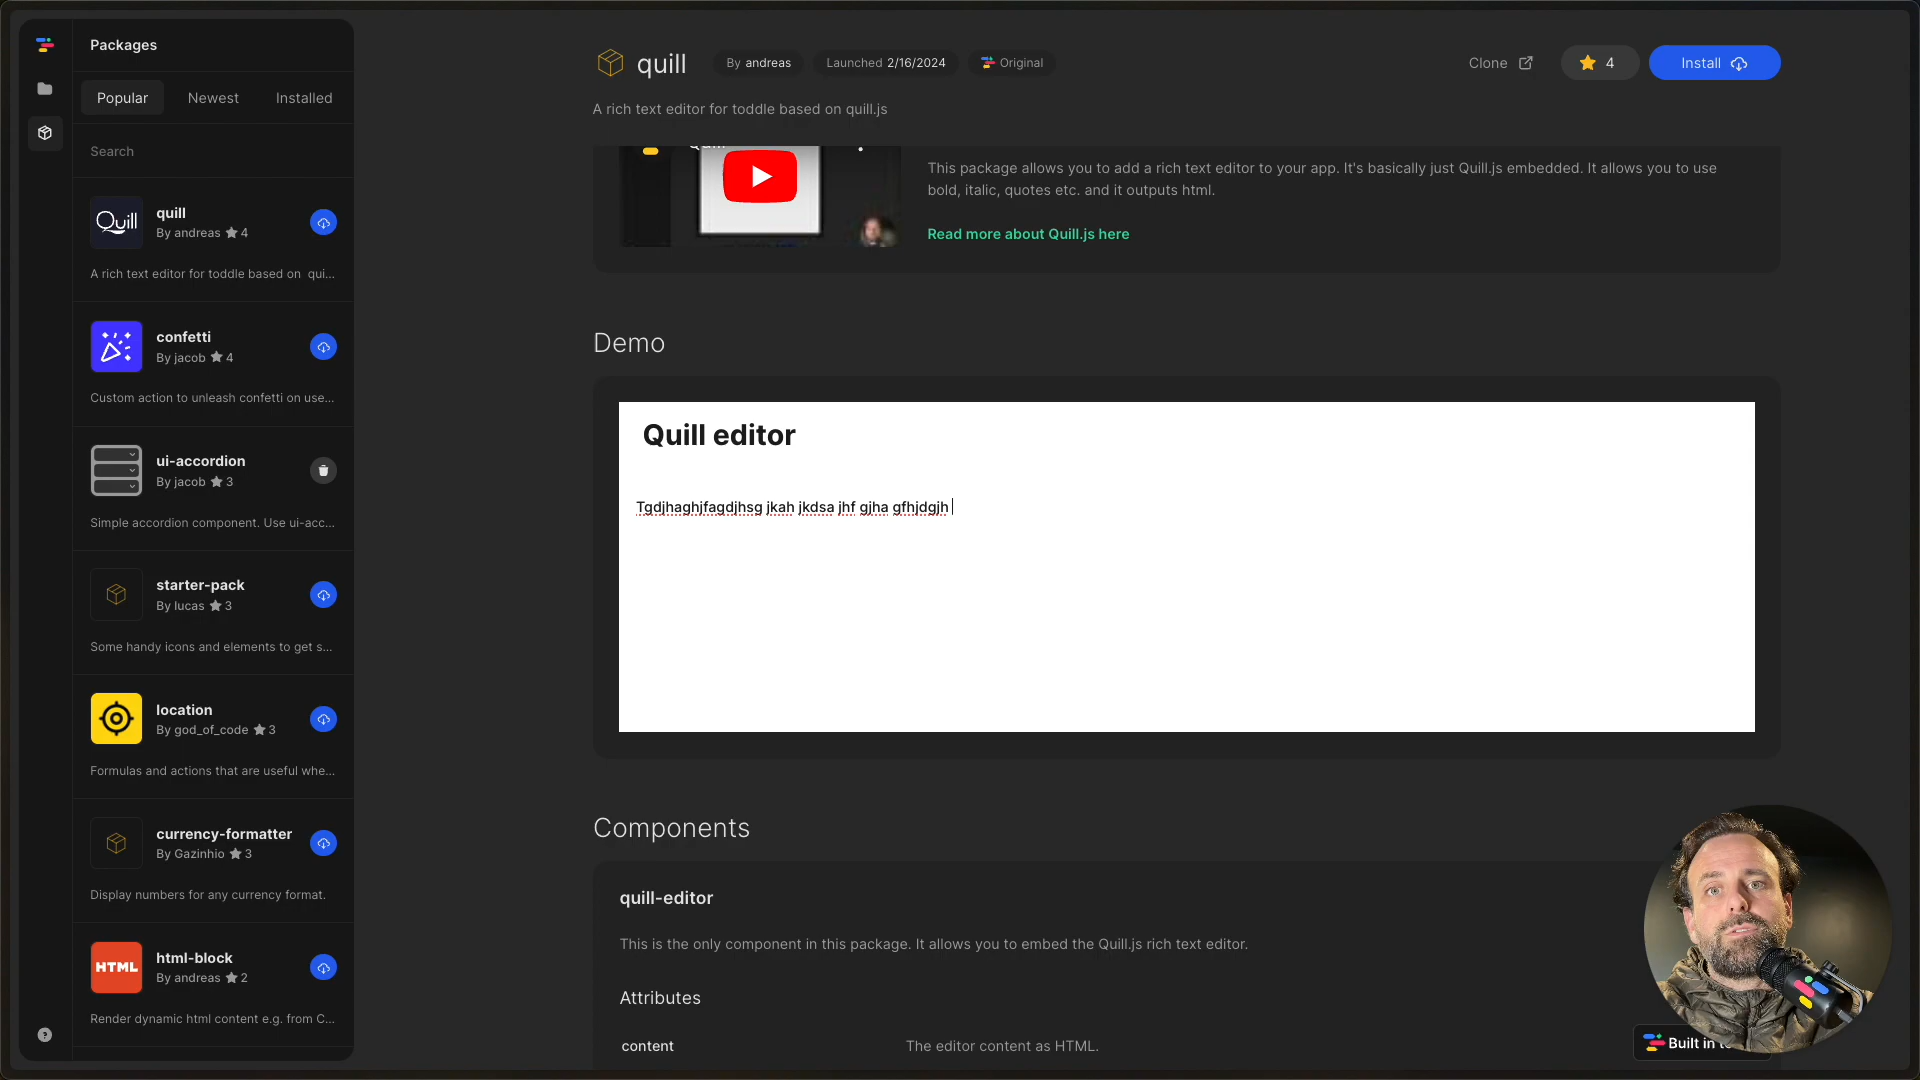 Packages
Popular
Newest
Installed
Search
Quill
quill
By andreas 4
A rich text editor for toddle based on qui...
confetti
By jacob 4
Custom action to unleash confetti on use...
ui-accordion
By jacob 3
Simple accordion component. Use ui-acc...
starter-pack
By lucas 3
Some handy icons and elements to get s...
location
By god_of_code 3
Formulas and actions that are useful whe...
currency-formatter
By Gazinhio 3
Display numbers for any currency format.
HTML
html-block
By andreas 2
Render dynamic html content e.g. from C...
?
quill
By andreas
Launched 2/16/2024
Original
Clone
4
Install
A rich text editor for toddle based on quill.js
This package allows you to add a rich text editor to your app. It's basically just Quill.js embedded. It allows you to use
bold, italic, quotes etc. and it outputs html.
Read more about Quill.js here
Demo
Quill editor
Tgdjhaghjfagdjhsg jkah jkdsa jhf gjha gfhjdgjh
Components
quill-editor
This is the only component in this package. It allows you to embed the Quill.js rich text editor.
Attributes
content
The editor content as HTML.
Built in